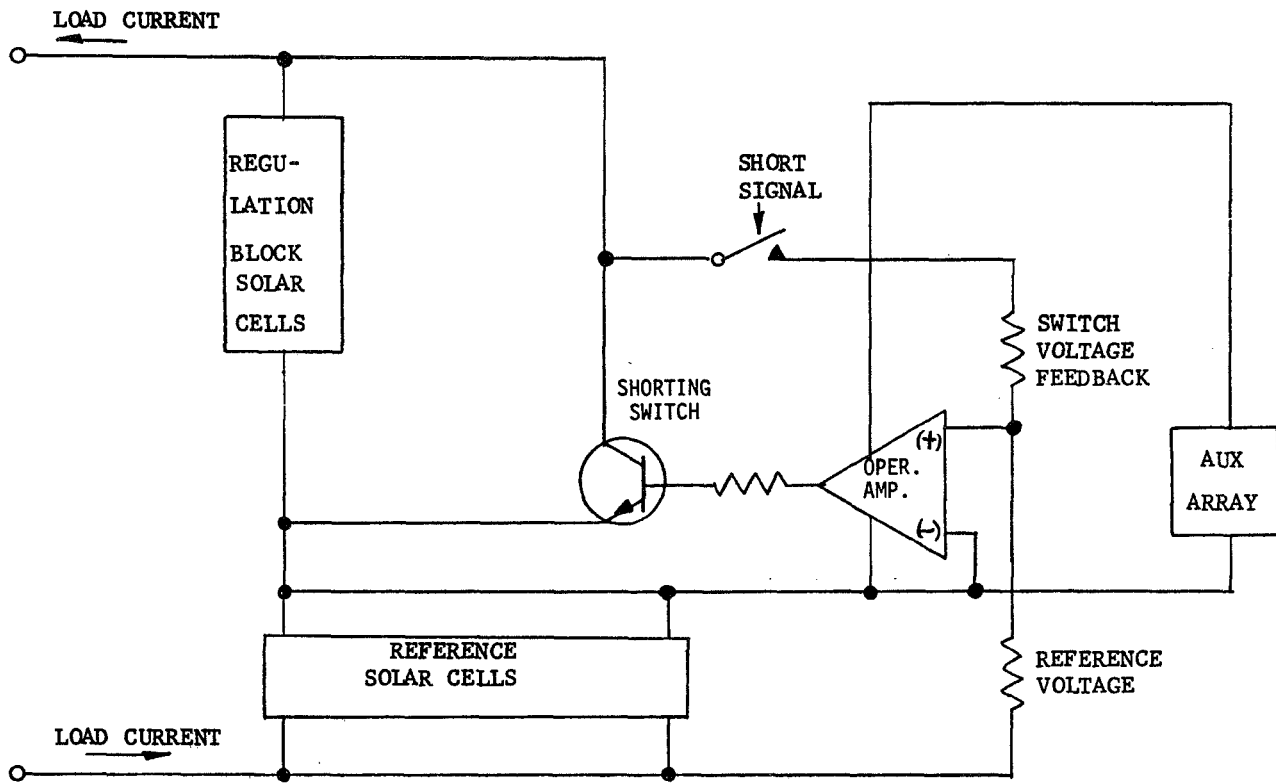 LOAD CURRENT
REGU-
LATION
BLOCK
SOLAR
CELLS
SHORT
SIGNAL
SWITCH
VOLTAGE
FEEDBACK
SHORTING
SWITCH
OPER.
AMP.
(+)
(-)
AUX
ARRAY
REFERENCE
SOLAR CELLS
REFERENCE
VOLTAGE
LOAD CURRENT